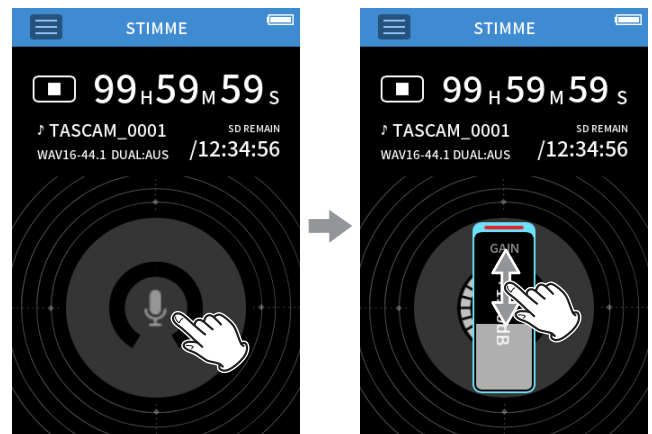 STIMME
99H59M59S
♪ TASCAM_0001
SD REMAIN
WAV16-44.1 DUAL:AUS
/12:34:56
STIMME
99H59M59S
♪ TASCAM_0001
SD REMAIN
WAV16-44.1 DUAL:AUS
/12:34:56
GAIN
dB